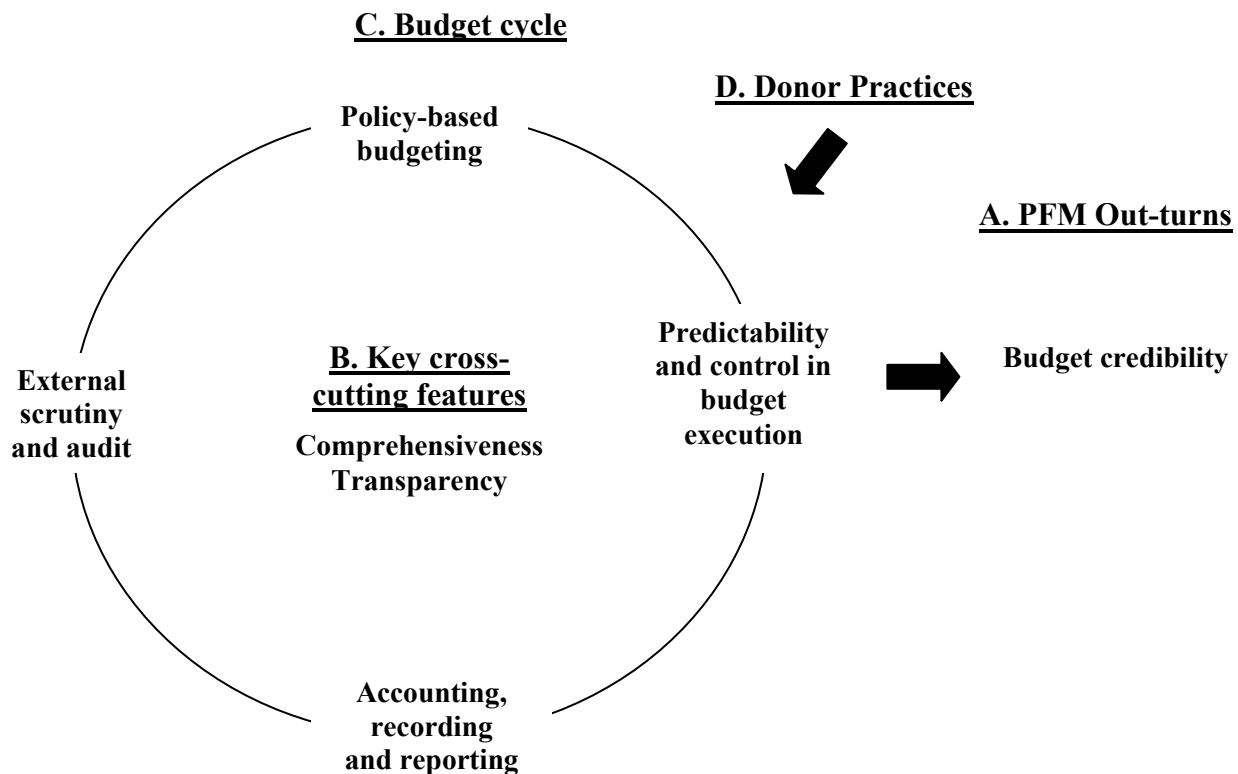 C. Budget cycle
D. Donor Practices
Policy-based
budgeting
A. PFM Out-turns
Predictability
and control in
budget
execution
Budget credibility
B. Key cross-
cutting features
Comprehensiveness
Transparency
External
scrutiny
and audit
Accounting,
recording
and reporting